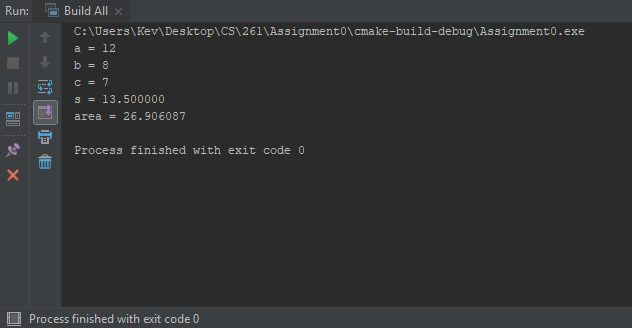 Run: Build All
C:\Users\Kev\Desktop\CS\261\Assignment0\cmake-build-debug\Assignment0.exe
a = 12
b = 8
c = 7
s = 13.500000
area = 26.906087
Process finished with exit code 0
Process finished with exit code 0